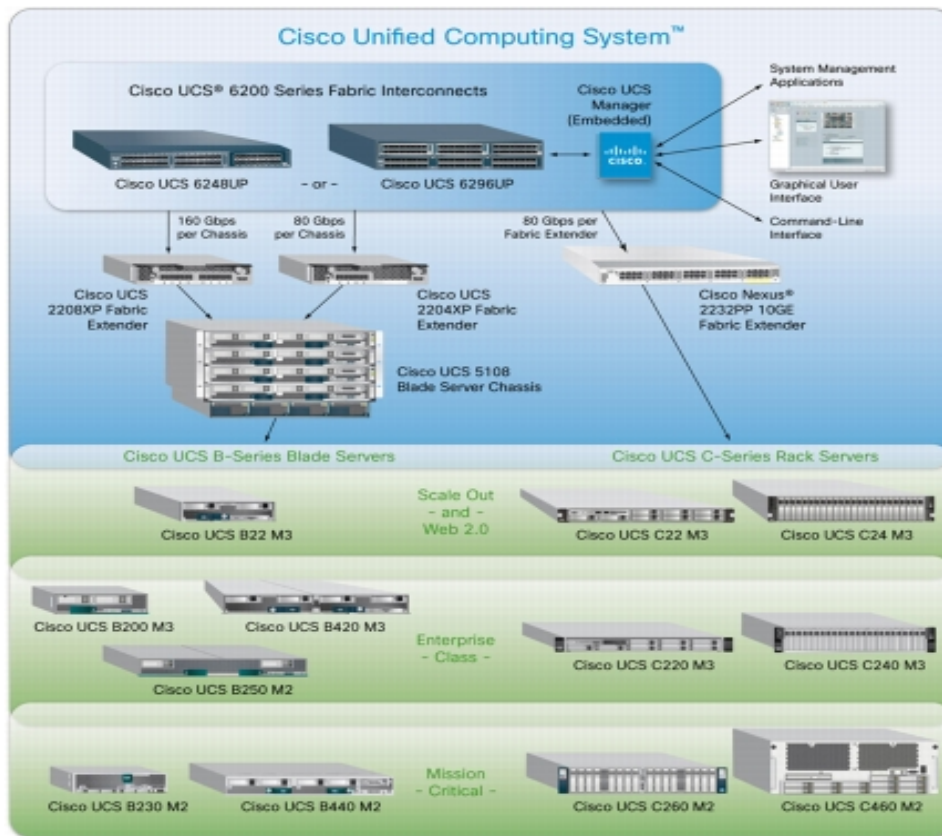 Cisco Unified Computing System™
Cisco UCS® 6200 Series Fabric Interconnects
Cisco UCS
Manager
(Embedded)
System Management
Applications
CISCO
Cisco UCS 6248UP
- or -
Cisco UCS 6296UP
Graphical User
Interface
Command-Line
Interface
160 Gbps
per Chassis
80 Gbps
per Chassis
80 Gbps per
Fabric Extender
Cisco UCS
2208XP Fabric
Extender
Cisco UCS
2204XP Fabric
Extender
Cisco Nexus®
2232PP 10GE
Fabric Extender
Cisco UCS 5108
Blade Server Chassis
Cisco UCS B-Series Blade Servers
Cisco UCS C-Series Rack Servers
Scale Out
- and -
Web 2.0
Cisco UCS B22 M3
Cisco UCS C22 M3
Cisco UCS C24 M3
Cisco UCS B200 M3
Cisco UCS B420 M3
Cisco UCS B250 M2
Enterprise
- Class -
Cisco UCS C220 M3
Cisco UCS C240 M3
Cisco UCS B230 M2
Cisco UCS B440 M2
Mission
- Critical -
Cisco UCS C260 M2
Cisco UCS C460 M2